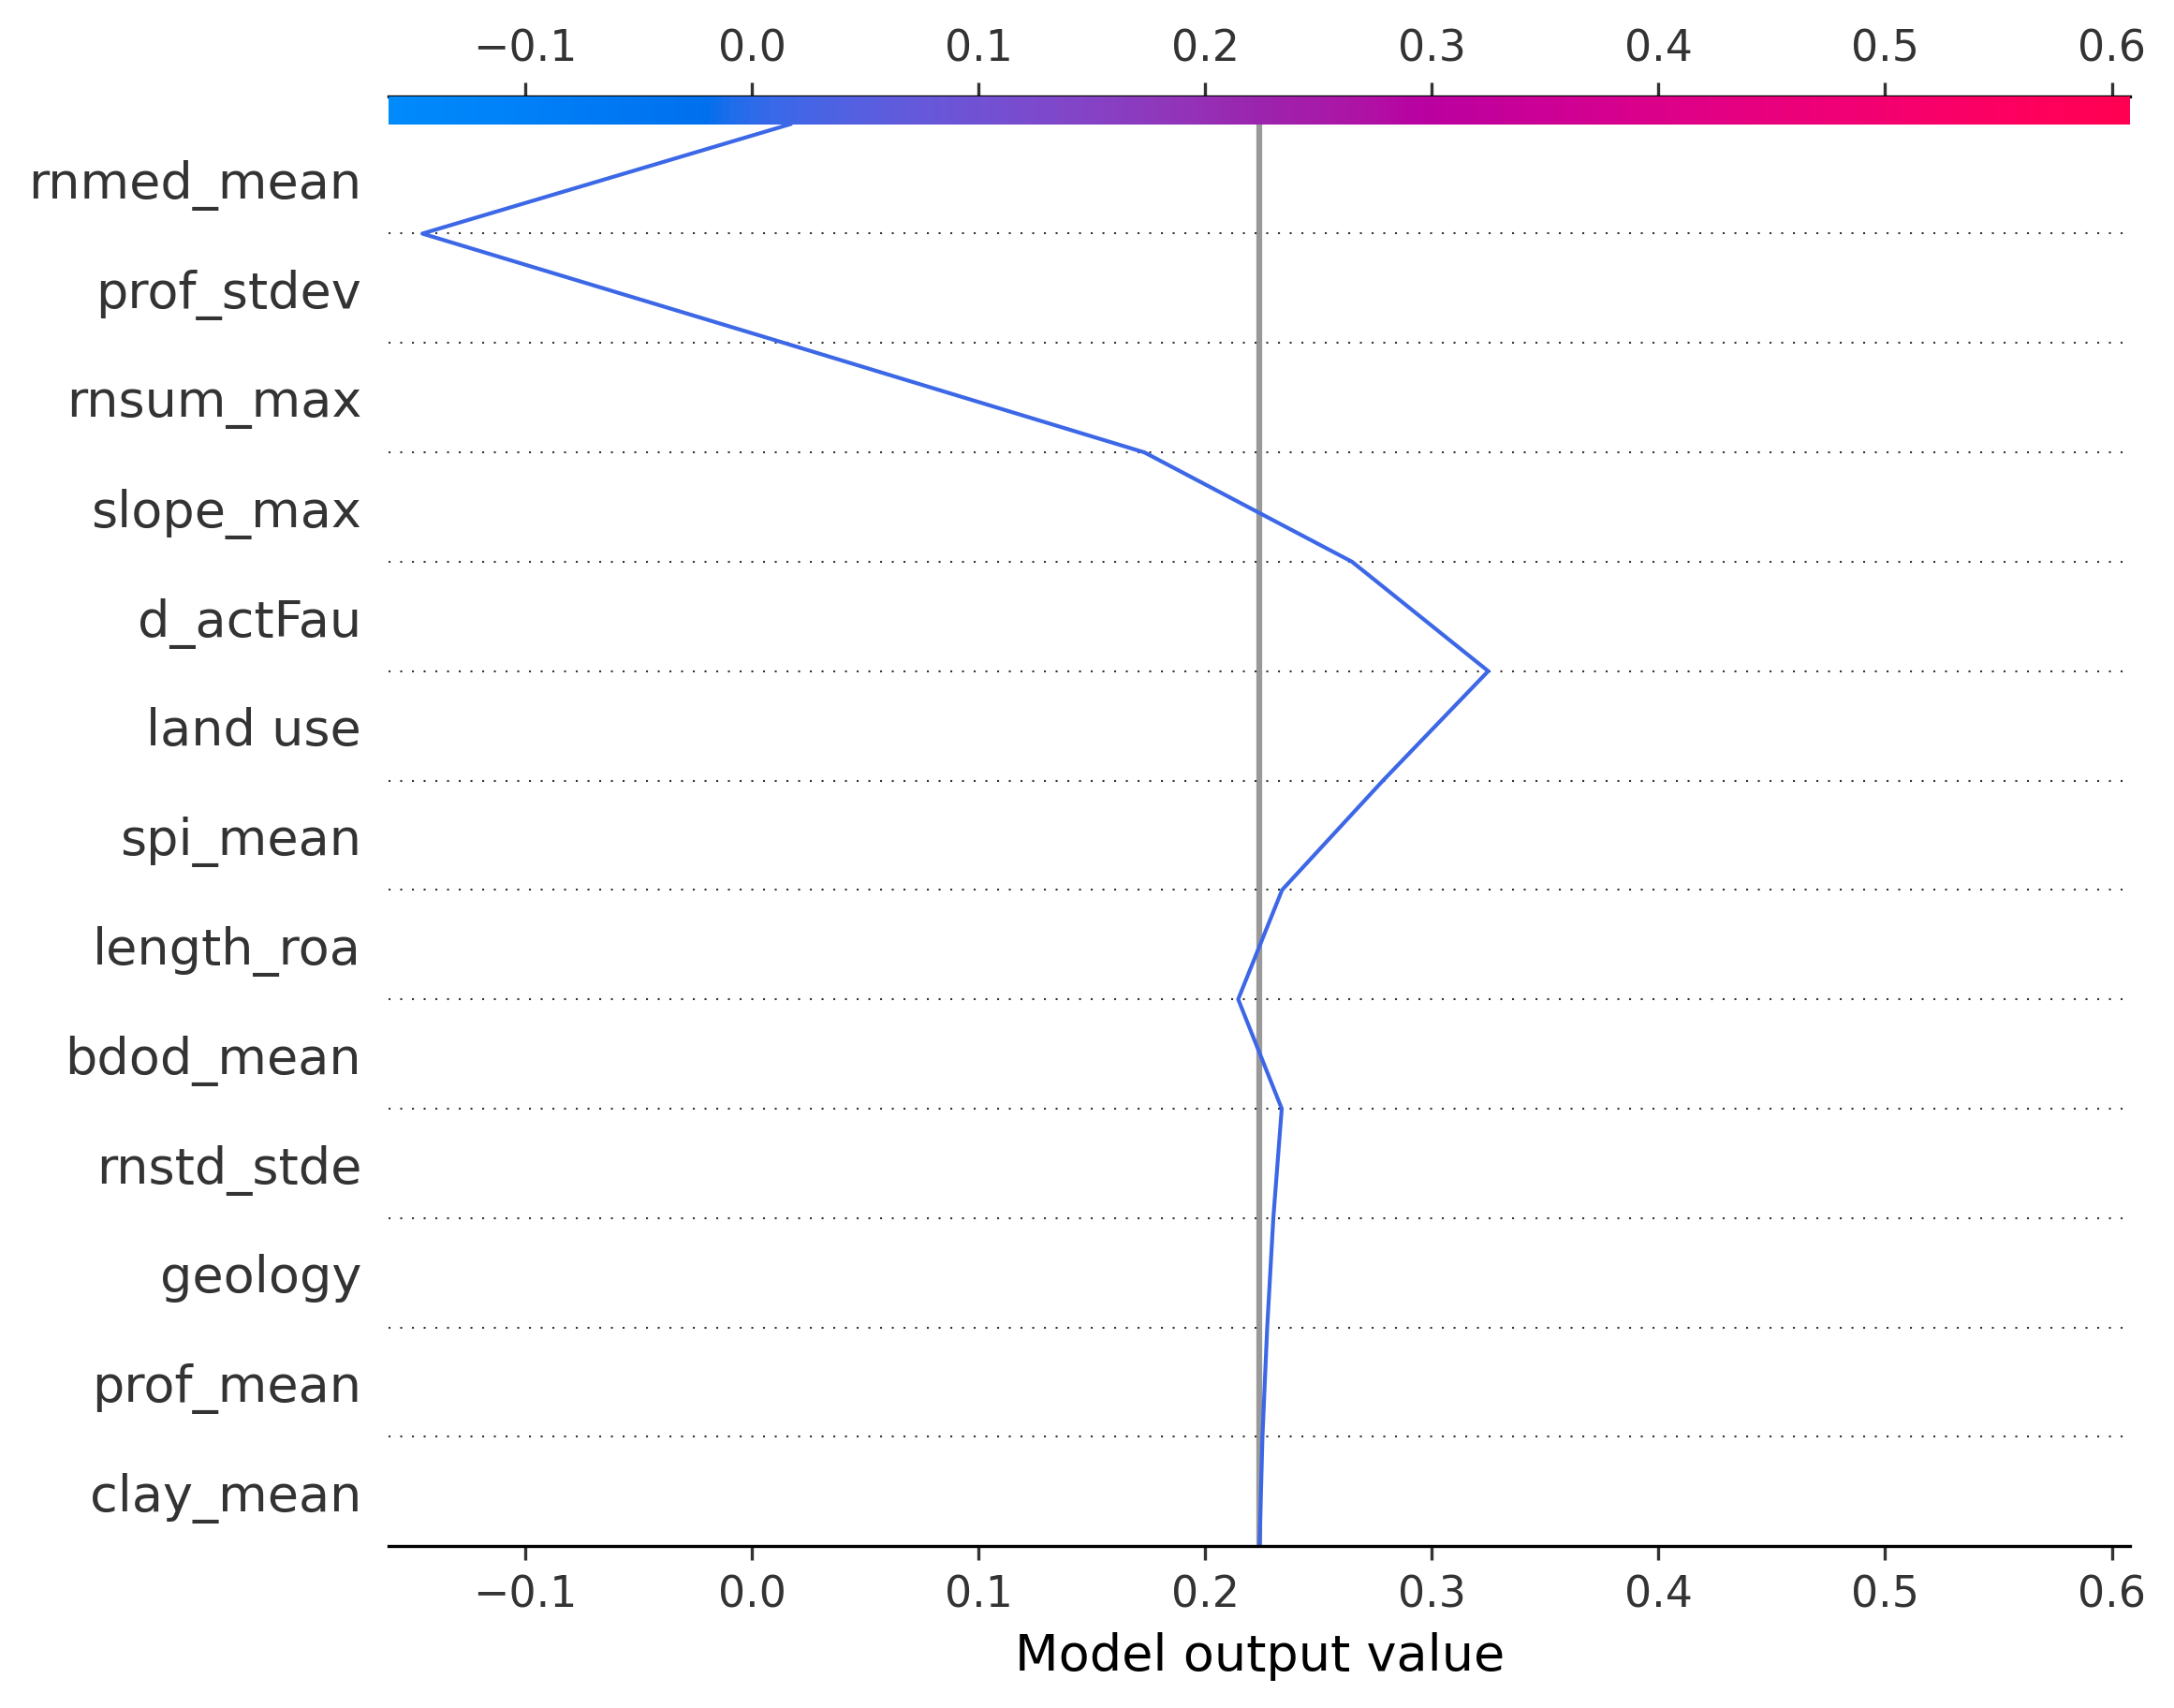 −0.1 0.0 0.1 0.2 0.3 0.4 0.5 0.6
rnmed_mean
prof_stdev
rnsum_max
slope_max
d_actFau
land use
spi_mean
length_roa
bdod_mean
rnstd_stde
geology
prof_mean
clay_mean
−0.1 0.0 0.1 0.2 0.3 0.4 0.5 0.6
Model output value